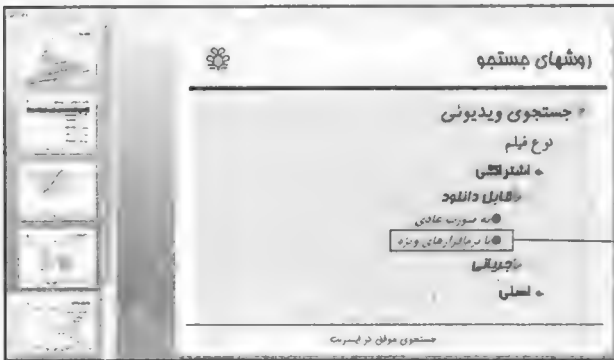 روشهای جستجو
جستجوی ویدیوئی
نوع فیلم
اشتراکی
قابل دانلود
به صورت عادی
با نرم‌افزارهای ویژه
جریانی
اصلی
جستجوی موفق در اینترنت